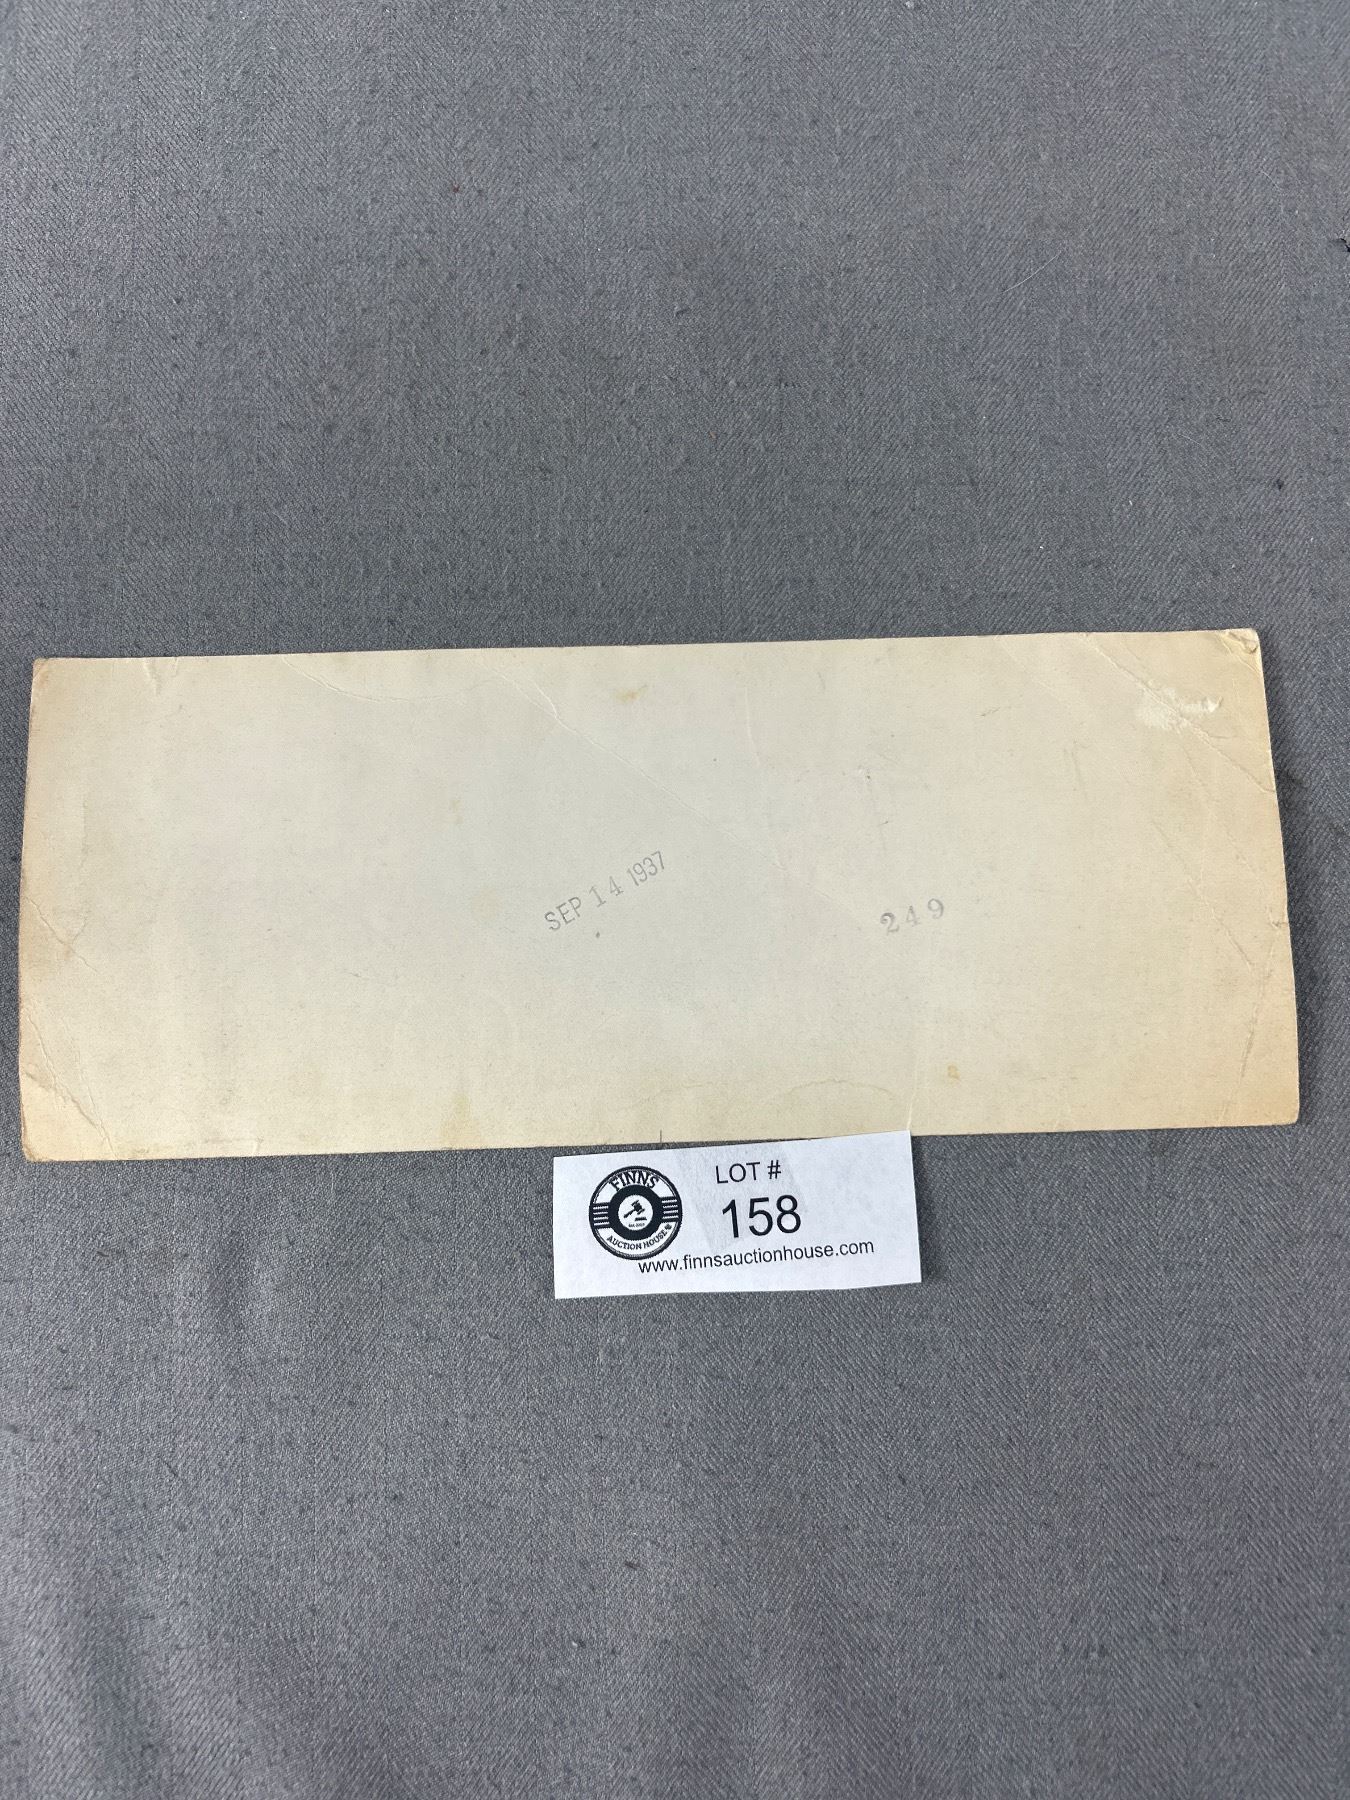 SEP 14 1937
249
FINNS
AUCTION HOUSE
LOT #
158
www.finnsauctionhouse.com